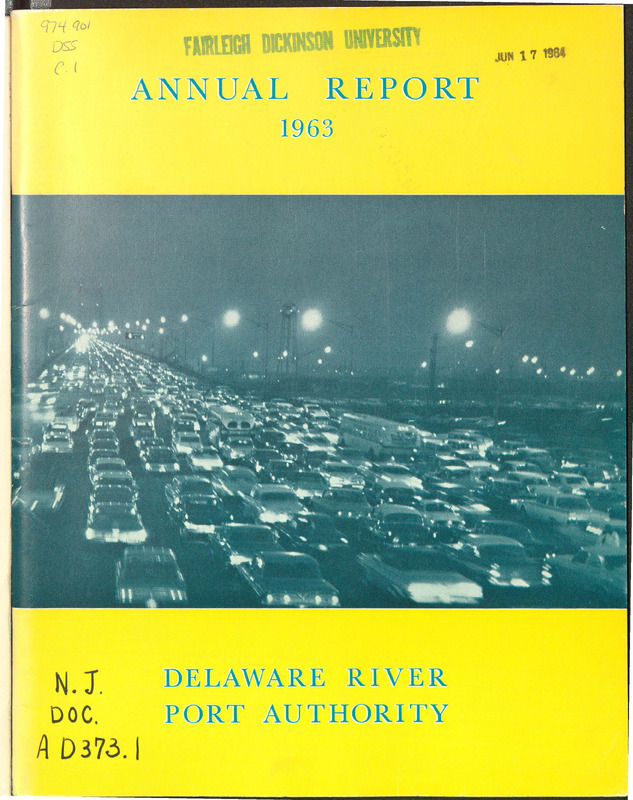 974 901
DSS
C.1
FAIRLEIGH DICKINSON UNIVERSITY
JUN 17 1964
ANNUAL REPORT
1963
DELAWARE RIVER
PORT AUTHORITY
N.J.
DOC.
A D373.1